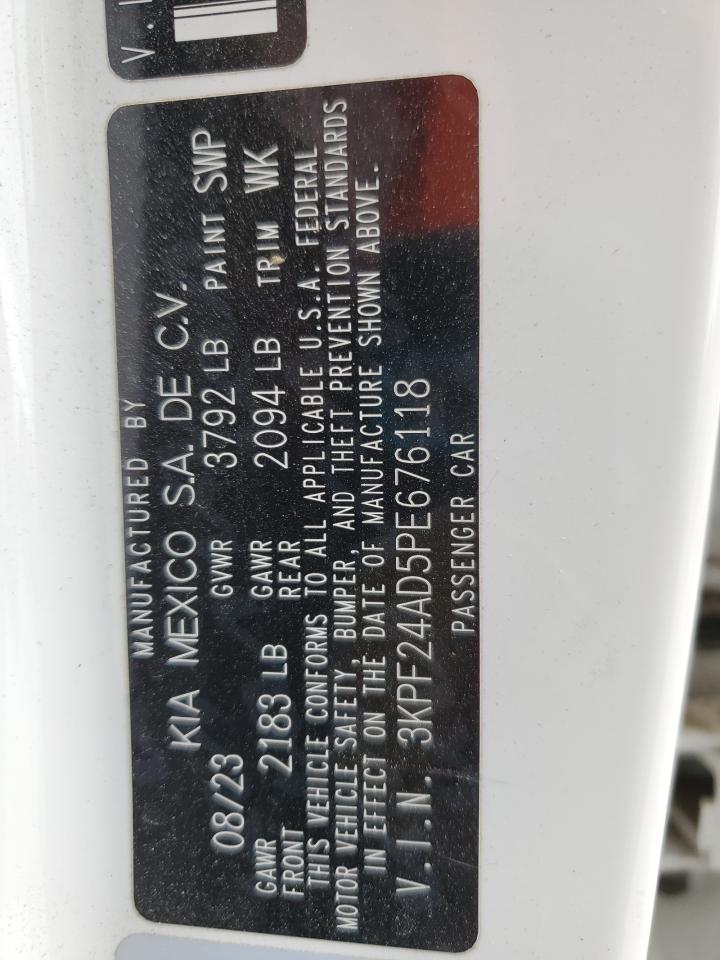 MANUFACTURED BY
KIA MEXICO S.A. DE C.V.
08/23 GVWR 3792 LB PAINT SWP
GAWR FRONT 2183 LB GAWR REAR 2094 LB TRIM WK
THIS VEHICLE CONFORMS TO ALL APPLICABLE U.S.A. FEDERAL
MOTOR VEHICLE SAFETY, BUMPER, AND THEFT PREVENTION STANDARDS
IN EFFECT ON THE DATE OF MANUFACTURE SHOWN ABOVE.
V.I.N. 3KPF24AD5PE676118
PASSENGER CAR